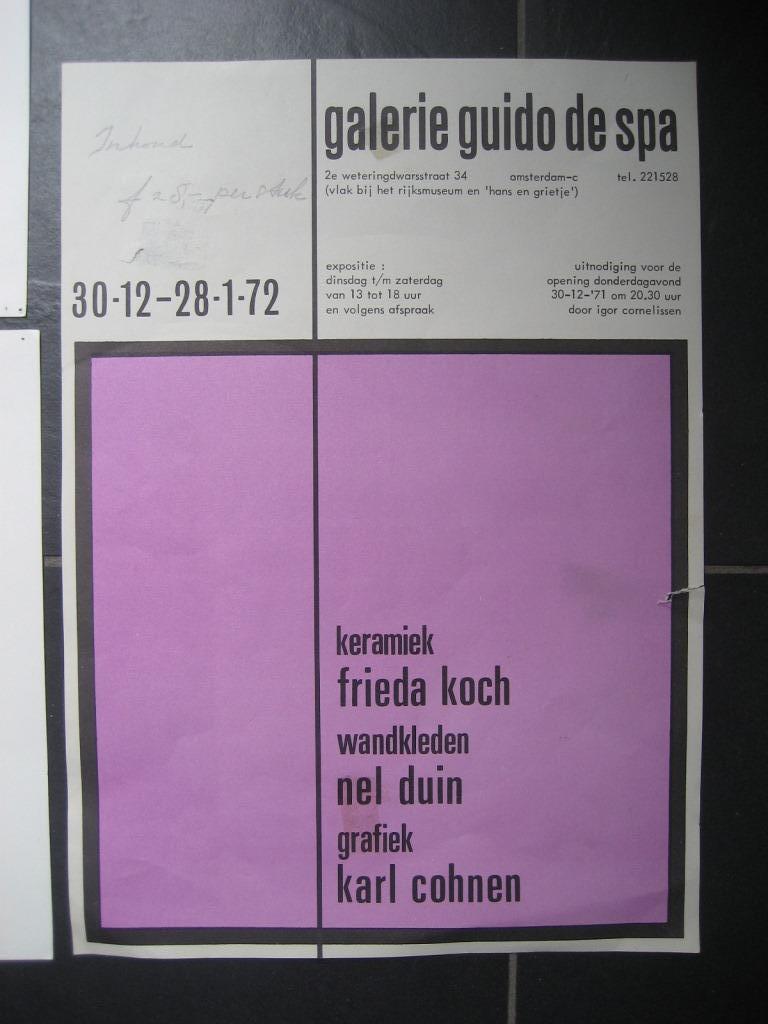 Inhoud
per stuk
galerie guido de spa
2e weteringdwarsstraat 34 amsterdam-c tel. 221528
(vlak bij het rijksmuseum en 'hans en grietje')
30-12-28-1-72
expositie :
dinsdag t/m zaterdag
van 13 tot 18 uur
en volgens afspraak
uitnodiging voor de
opening donderdagavond
30-12-'71 om 20.30 uur
door igor cornelissen
keramiek
frieda koch
wandkleden
nel duin
grafiek
karl cohnen